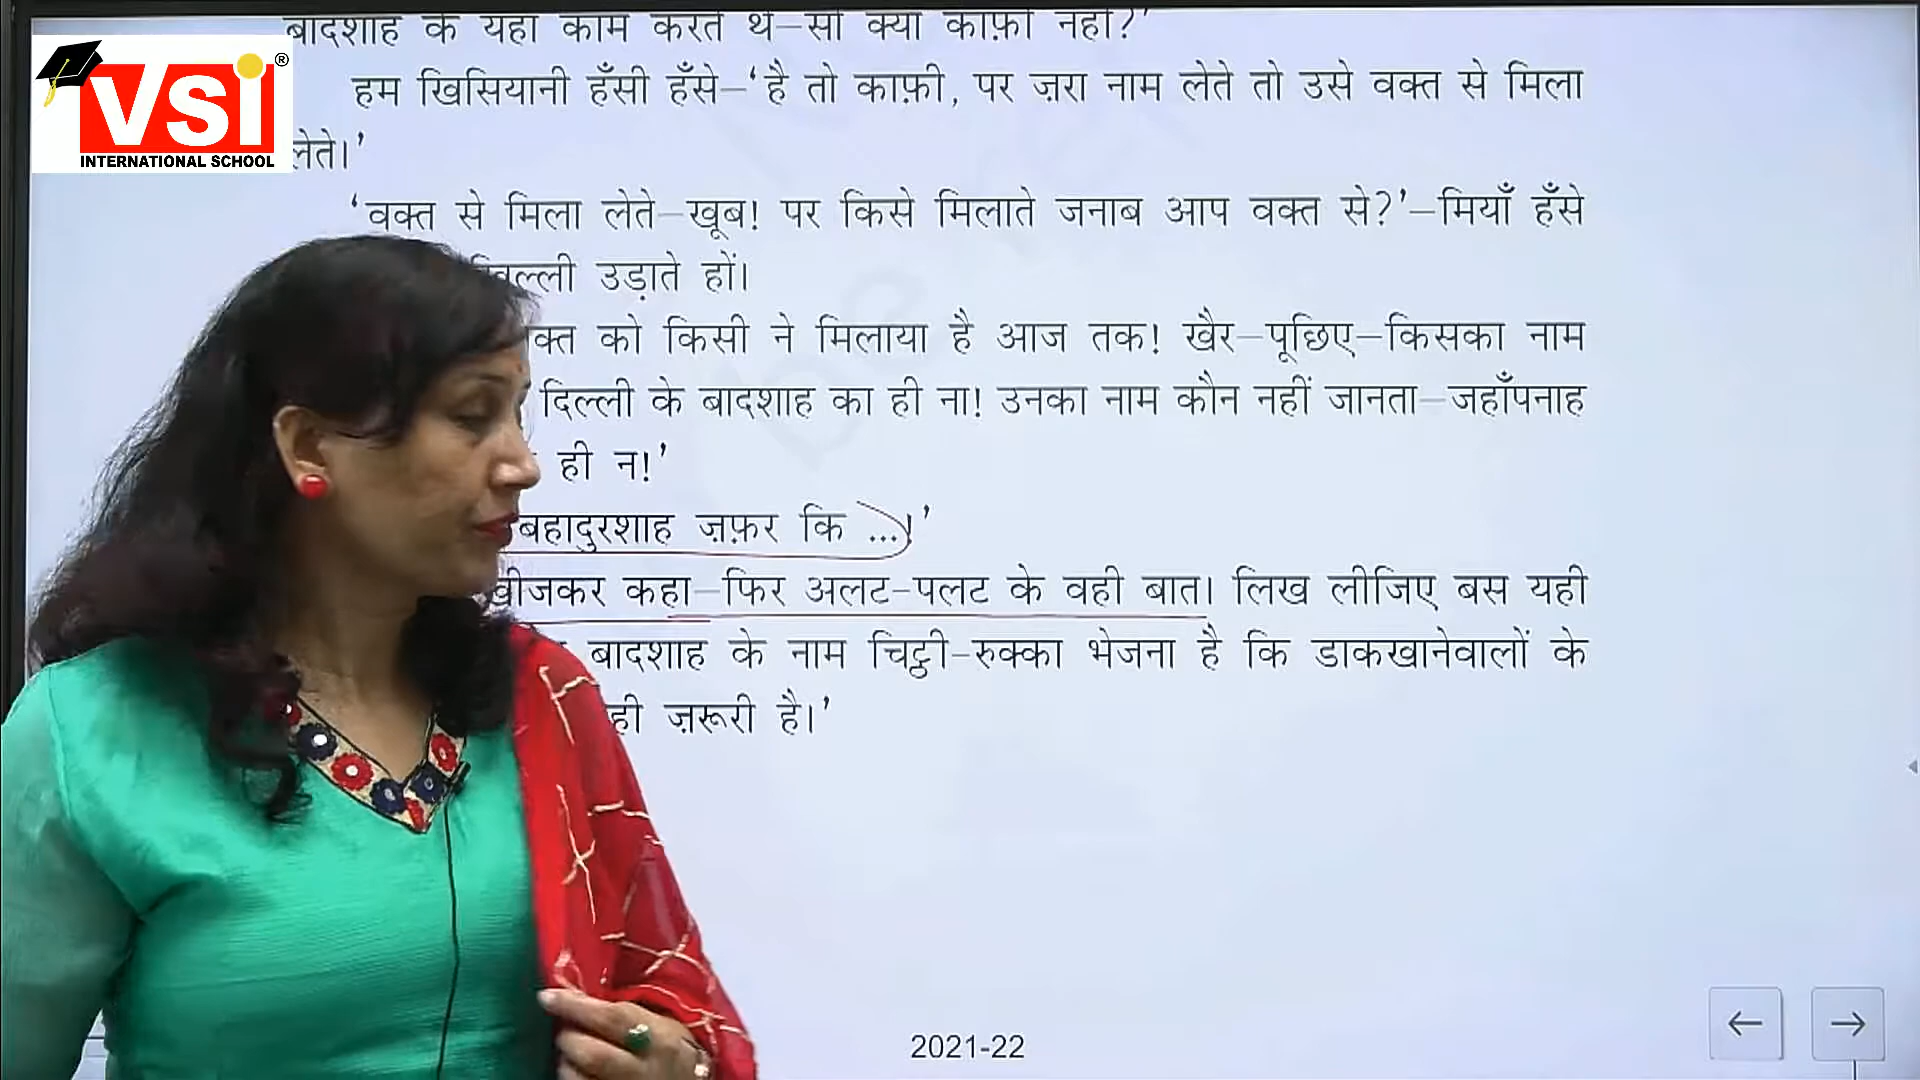 बादशाह के यहाँ काम करते थे—सो क्या काफ़ी नहीं?’
vsi ®
INTERNATIONAL SCHOOL
हम खिसियानी हँसी हँसे—‘है तो काफ़ी, पर ज़रा नाम लेते तो उसे वक्त से मिला
लेते।’
‘वक्त से मिला लेते—खूब! पर किसे मिलाते जनाब आप वक्त से?’—मियाँ हँसे
उड़ाते हों।
को किसी ने मिलाया है आज तक! खैर—पूछिए—किसका नाम
दिल्ली के बादशाह का ही ना! उनका नाम कौन नहीं जानता—जहाँपनाह
ही न!’
बहादुरशाह ज़फ़र कि ...!’
कहा—फिर अलट-पलट के वही बात। लिख लीजिए बस यही
बादशाह के नाम चिट्ठी-रुक्का भेजना है कि डाकखानेवालों के
ही ज़रूरी है।’
2021-22